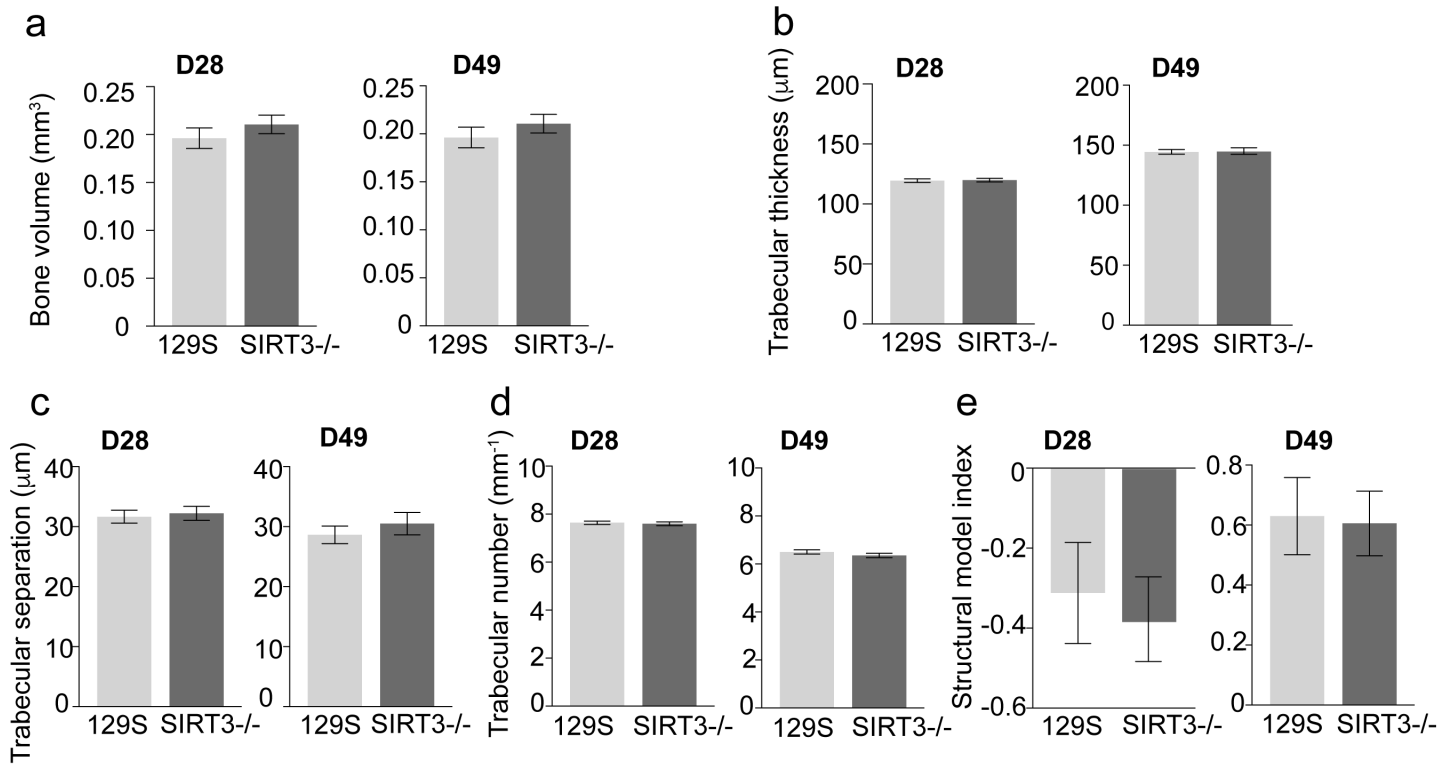 a
D28
D49
Bone volume (mm³)
0.25
0.20
0.15
0.10
0.05
0
129S SIRT3-/-
0.25
0.20
0.15
0.10
0.05
0
129S SIRT3-/-
b
D28
D49
Trabecular thickness (μm)
200
150
100
50
0
129S SIRT3-/-
200
150
100
50
0
129S SIRT3-/-
c
D28
D49
Trabecular separation (μm)
40
30
20
10
0
129S SIRT3-/-
40
30
20
10
0
129S SIRT3-/-
d
D28
D49
Trabecular number (mm⁻¹)
10
8
6
4
2
0
129S SIRT3-/-
10
8
6
4
2
0
129S SIRT3-/-
e
D28
D49
Structural model index
0
-0.2
-0.4
-0.6
129S SIRT3-/-
0.8
0.6
0.4
0.2
0
129S SIRT3-/-